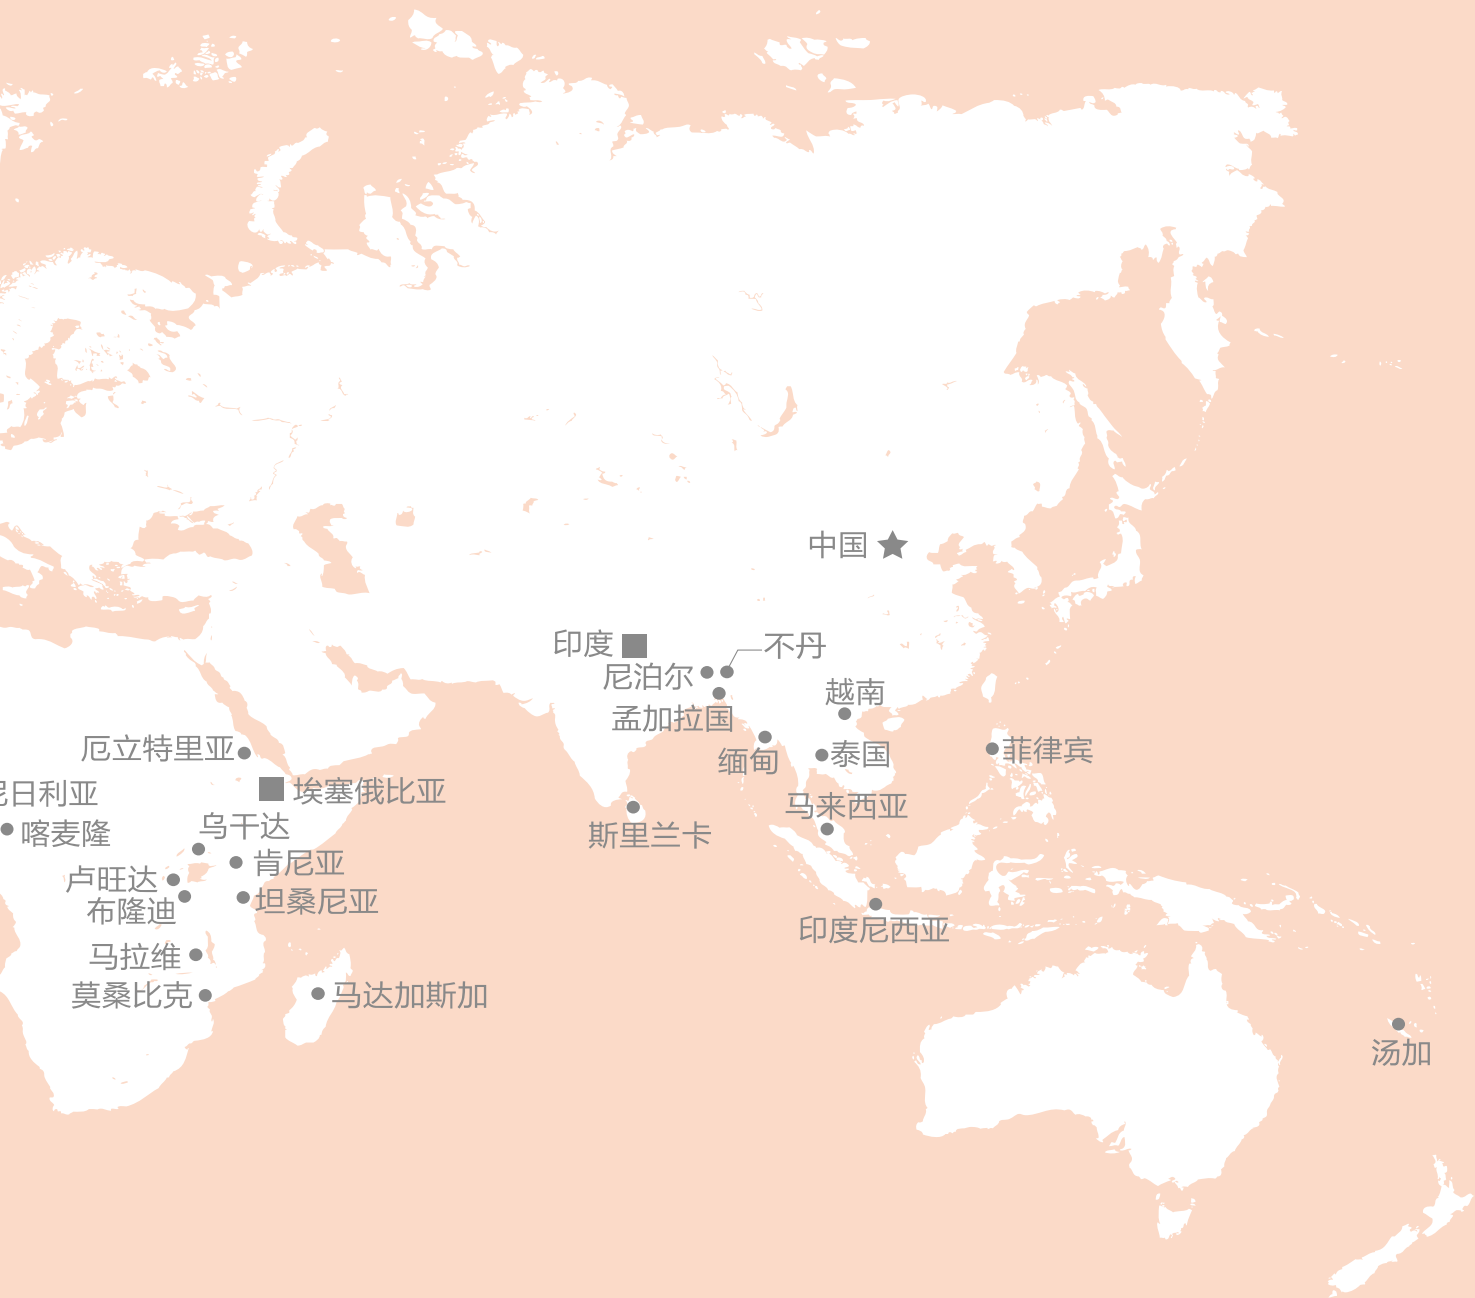 中国
印度
不丹
尼泊尔
越南
孟加拉国
厄立特里亚
缅甸
泰国
菲律宾
埃塞俄比亚
尼日利亚
马来西亚
喀麦隆
乌干达
斯里兰卡
肯尼亚
卢旺达
坦桑尼亚
布隆迪
印度尼西亚
马拉维
莫桑比克
马达加斯加
汤加